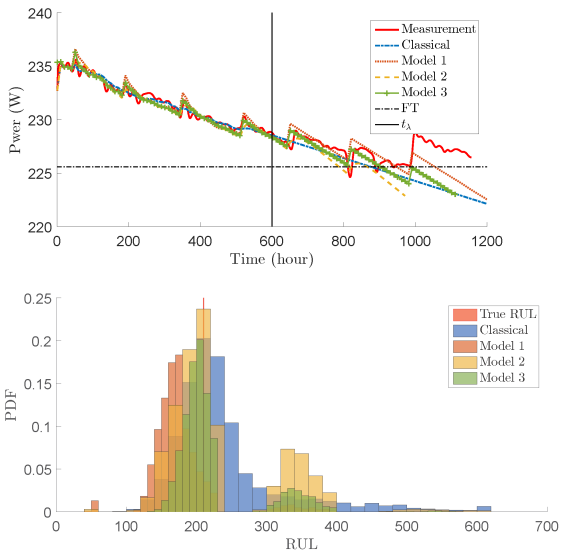 240
235
230
225
220
Pwer (W)
0 200 400 600 800 1000 1200
Time (hour)
Measurement
Classical
Model 1
Model 2
Model 3
FT
t_λ
0.25
0.2
0.15
0.1
0.05
0
PDF
0 100 200 300 400 500 600 700
RUL
True RUL
Classical
Model 1
Model 2
Model 3